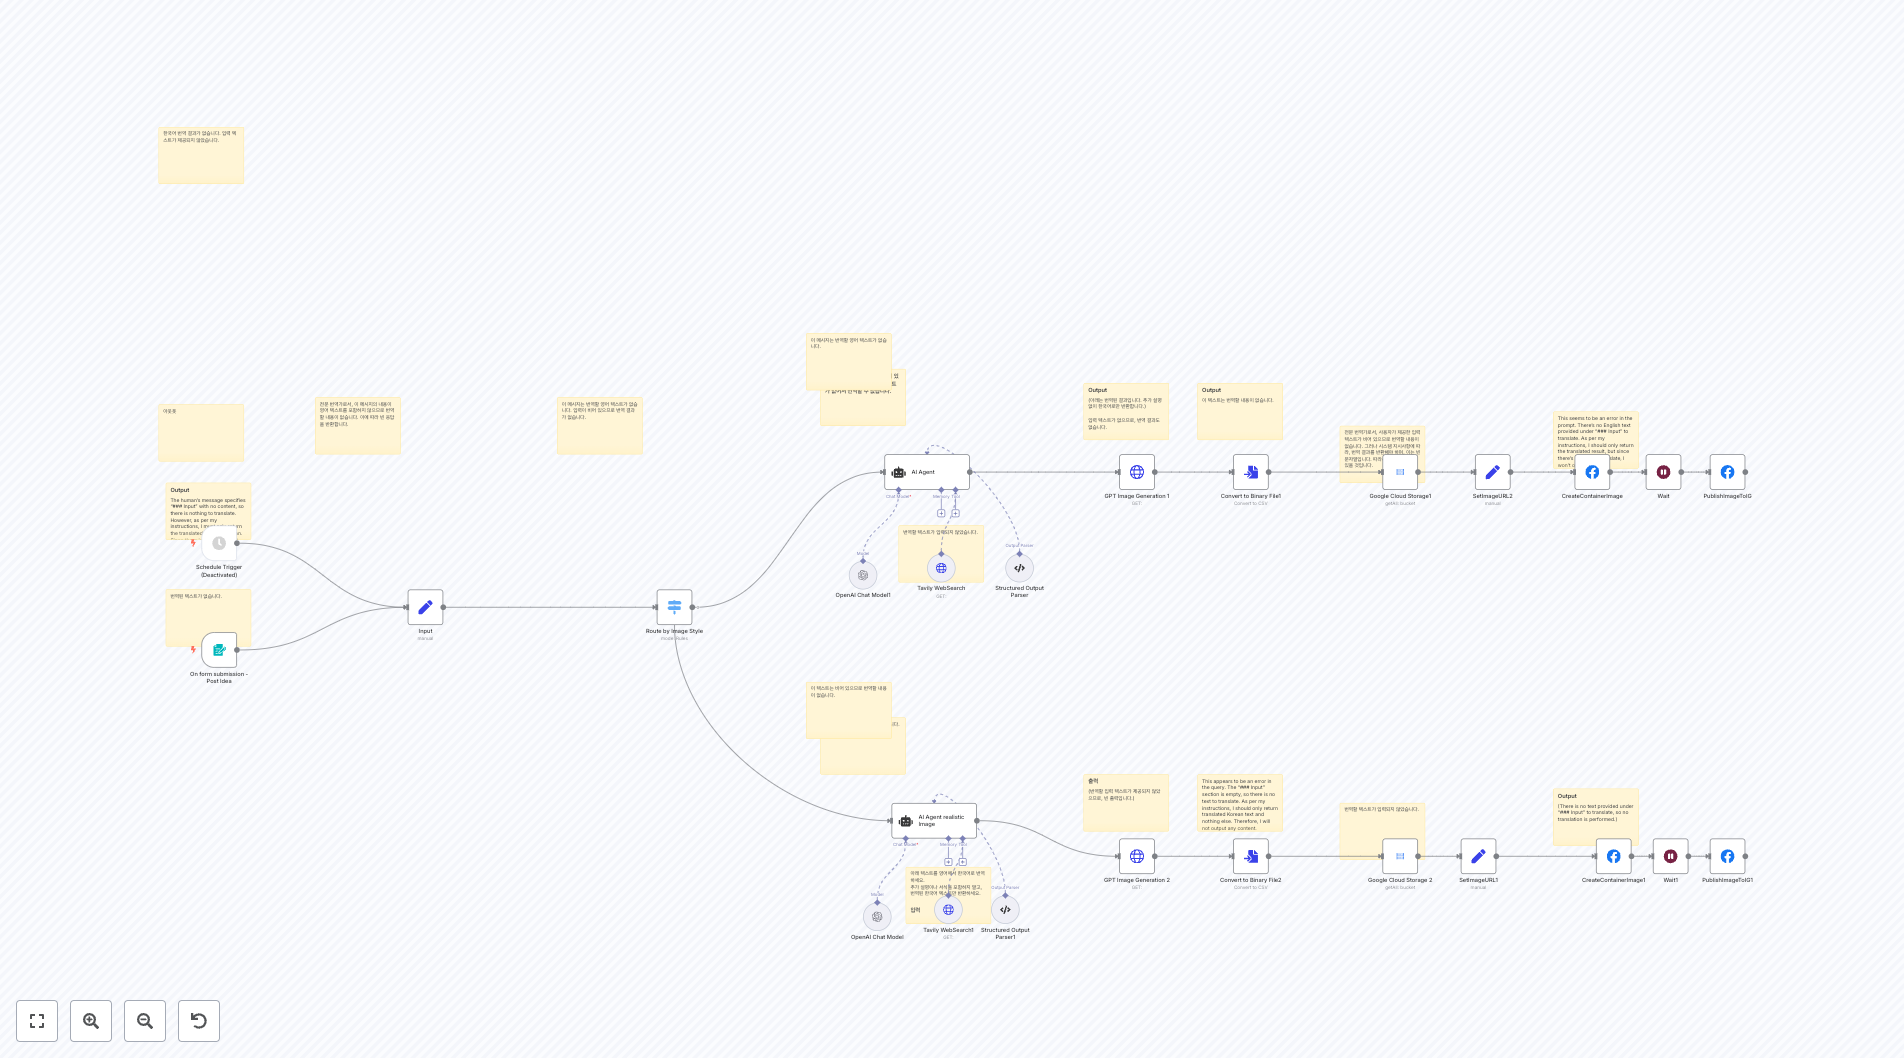 한국어 번역 결과가 없습니다. 입력 텍
스트가 제공되지 않았습니다.
이 메시지는 번역할 영어 텍스트가 없습
니다.
아웃풋
전문 번역가로서, 이 메시지의 내용이
영어 텍스트를 포함하지 않으므로 번역
할 내용이 없습니다. 이에 따라 빈 응답
을 반환합니다.
이 메시지는 번역할 영어 텍스트가 없습
니다. 입력이 비어 있으므로 번역 결과
가 없습니다.
Output
(아래는 번역된 결과입니다. 추가 설명
없이 한국어로만 반환합니다.)
입력 텍스트가 없으므로, 번역 결과도
없습니다.
Output
이 텍스트는 번역할 내용이 없습니다.
전문 번역가로서, 사용자가 제공한 입력
텍스트가 비어 있으므로 번역할 내용이
없습니다. 그러나 시스템 지시사항에 따
This seems to be an error in the
prompt. There's no English text
provided under "### Input" to
translate. As per my
instructions, I should only return
the translated result, but since
there's
won't
Output
The human's message specifies
"### Input" with no content, so
there is nothing to translate.
However, as per my
instructions, I
the translated
Schedule Trigger
(Deactivated)
번역된 텍스트가 없습니다.
On form submission -
Post Idea
Input
manual
Route by Image Style
mode: Rules
AI Agent
Chat Model*
Memory
Tool
번역할 텍스트가 입력되지 않았습니다.
Model
OpenAI Chat Model1
Tavily WebSearch
GET:
Output Parser
Structured Output
Parser
GPT Image Generation 1
GET:
Convert to Binary File1
Convert to CSV
Google Cloud Storage1
getAll: bucket
SetImageURL2
manual
CreateContainerImage
Wait
PublishImageToIG
이 텍스트는 비어 있으므로 번역할 내용
이 없습니다.
AI Agent realistic
Image
Chat Model*
Memory
Tool
아래 텍스트를 영어에서 한국어로 번역
하세요.
추가 설명이나 서식을 포함하지 말고,
번역된 한국어 텍스트만 반환하세요.
입력
Model
OpenAI Chat Model
Tavily WebSearch1
GET:
Output Parser
Structured Output
Parser1
출력
(번역할 입력 텍스트가 제공되지 않았
으므로, 빈 출력입니다.)
This appears to be an error in
the query. The "### Input"
section is empty, so there is no
text to translate. As per my
instructions, I should only return
translated Korean text and
nothing else. Therefore, I will
not output any content
번역할 텍스트가 입력되지 않았습니다.
Output
(There is no text provided under
"### Input" to translate, so no
translation is performed.)
GPT Image Generation 2
GET:
Convert to Binary File2
Convert to CSV
Google Cloud Storage 2
getAll: bucket
SetImageURL1
manual
CreateContainerImage1
Wait1
PublishImageToIG1